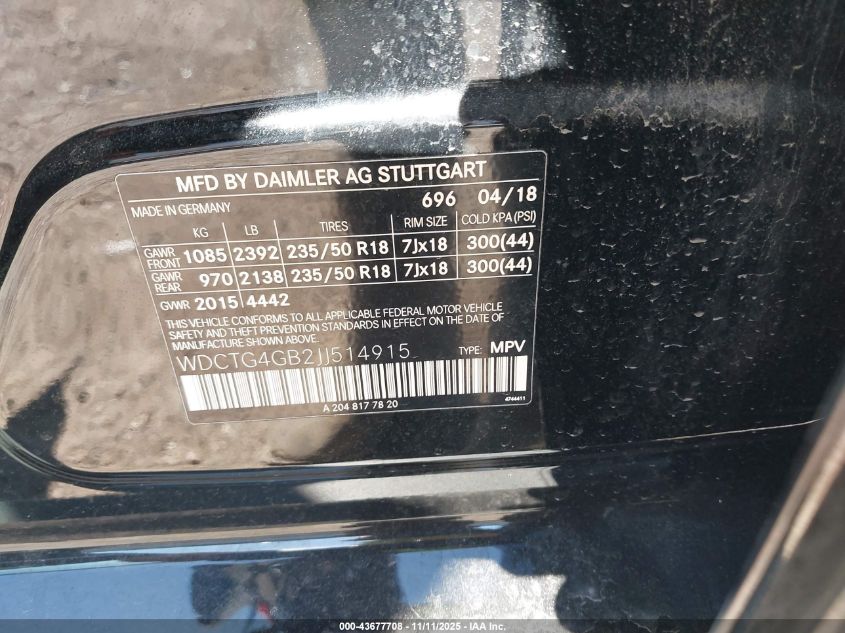 MFD BY DAIMLER AG STUTTGART
MADE IN GERMANY 696 04/18
KG LB TIRES RIM SIZE COLD KPA (PSI)
GAWR FRONT 1085 2392 235/50 R18 7Jx18 300(44)
GAWR REAR 970 2138 235/50 R18 7Jx18 300(44)
GVWR 2015 4442
THIS VEHICLE CONFORMS TO ALL APPLICABLE FEDERAL MOTOR VEHICLE
SAFETY AND THEFT PREVENTION STANDARDS IN EFFECT ON THE DATE OF
MANUFACTURE SHOWN ABOVE.
WDCTG4GB2JJ514915 TYPE: MPV
A 204 817 78 20 4744411
000-43677708 - 11/11/2025 - IAA Inc.